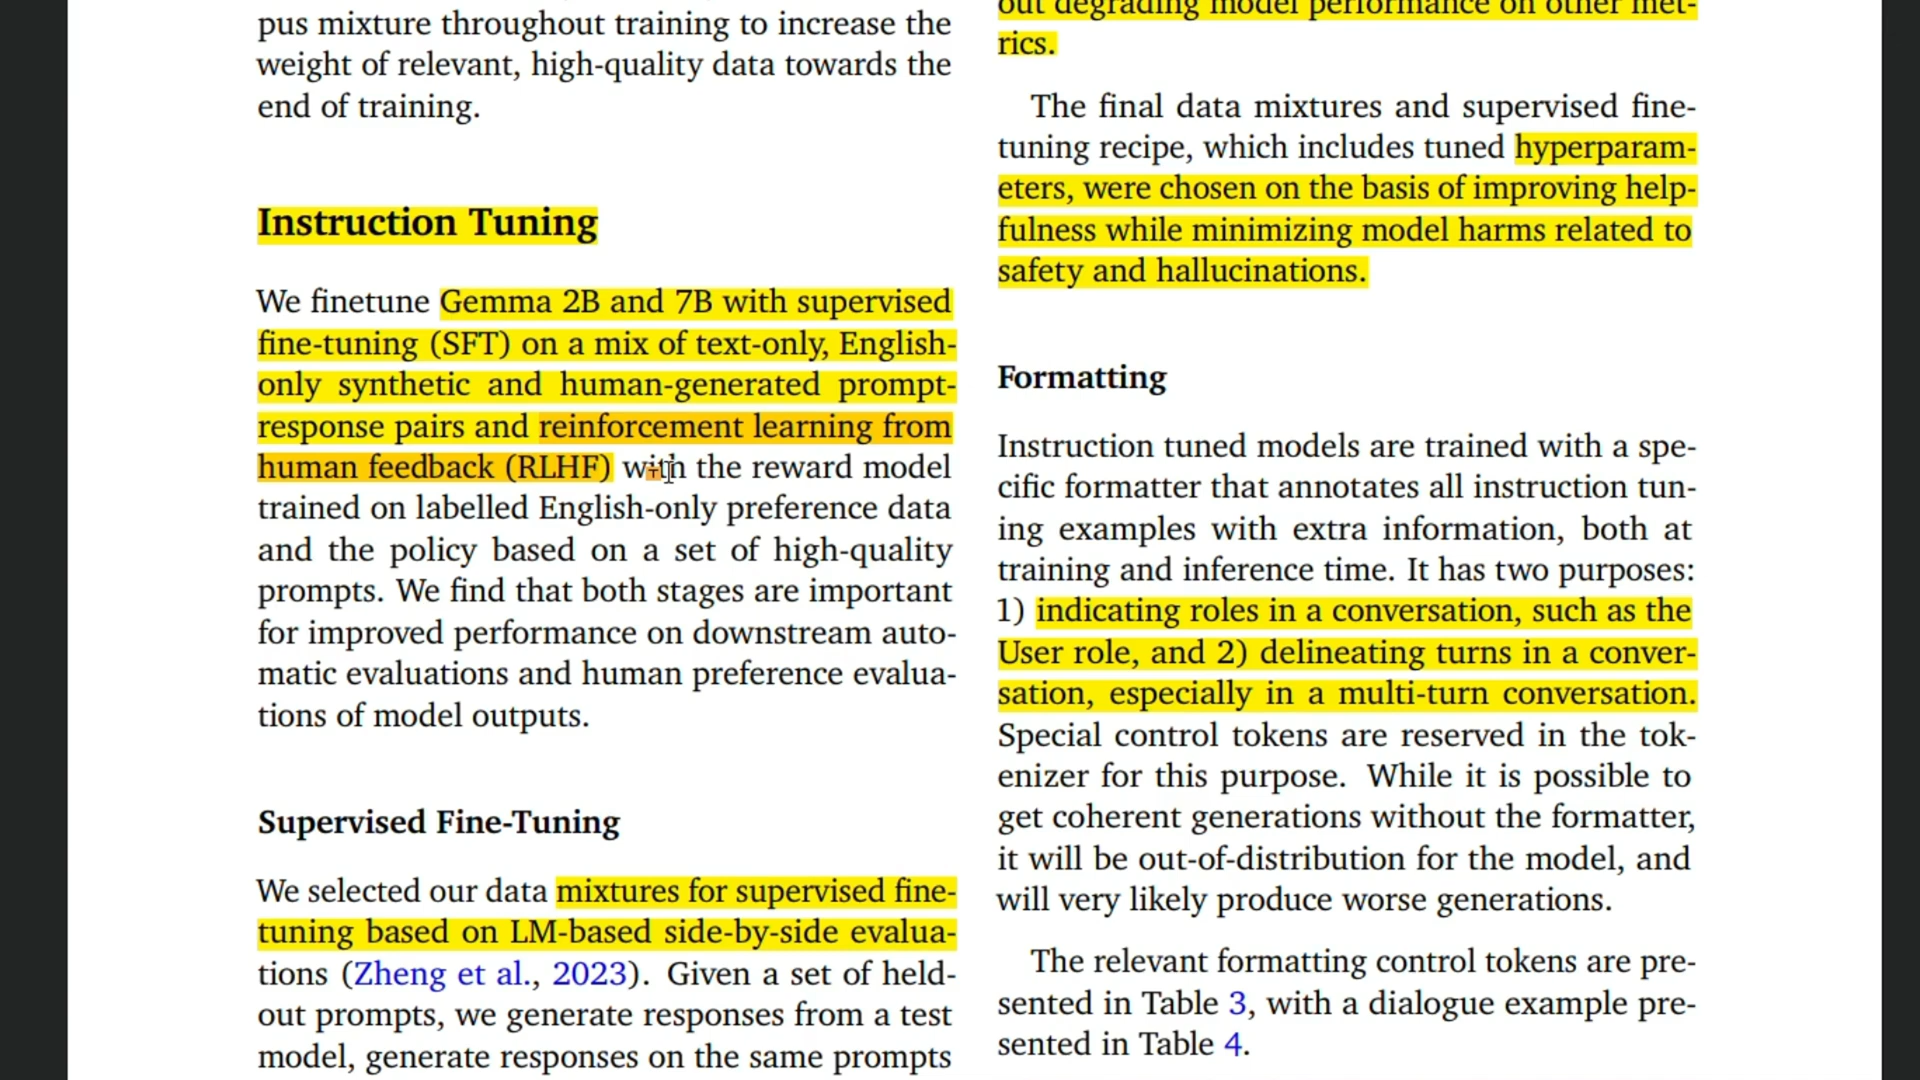 pus mixture throughout training to increase the
weight of relevant, high-quality data towards the
end of training.
Instruction Tuning
We finetune Gemma 2B and 7B with supervised
fine-tuning (SFT) on a mix of text-only, English-
only synthetic and human-generated prompt-
response pairs and reinforcement learning from
human feedback (RLHF) with the reward model
trained on labelled English-only preference data
and the policy based on a set of high-quality
prompts. We find that both stages are important
for improved performance on downstream auto-
matic evaluations and human preference evalua-
tions of model outputs.
Supervised Fine-Tuning
We selected our data mixtures for supervised fine-
tuning based on LM-based side-by-side evalua-
tions (Zheng et al., 2023). Given a set of held-
out prompts, we generate responses from a test
model, generate responses on the same prompts
out degrading model performance on other met-
rics.
The final data mixtures and supervised fine-
tuning recipe, which includes tuned hyperparam-
eters, were chosen on the basis of improving help-
fulness while minimizing model harms related to
safety and hallucinations.
Formatting
Instruction tuned models are trained with a spe-
cific formatter that annotates all instruction tun-
ing examples with extra information, both at
training and inference time. It has two purposes:
1) indicating roles in a conversation, such as the
User role, and 2) delineating turns in a conver-
sation, especially in a multi-turn conversation.
Special control tokens are reserved in the tok-
enizer for this purpose. While it is possible to
get coherent generations without the formatter,
it will be out-of-distribution for the model, and
will very likely produce worse generations.
The relevant formatting control tokens are pre-
sented in Table 3, with a dialogue example pre-
sented in Table 4.